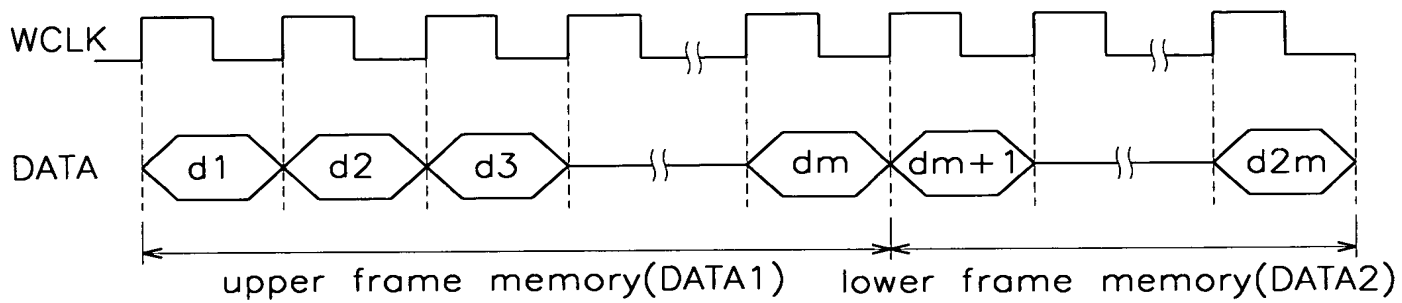 WCLK
DATA d1 d2 d3 dm dm+1 d2m
upper frame memory(DATA1) lower frame memory(DATA2)